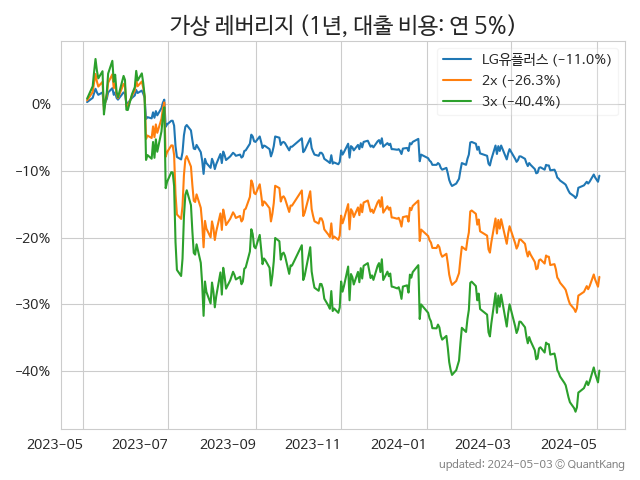 가상 레버리지 (1년, 대출 비용: 연 5%)
LG유플러스 (−11.0%)
2x (−26.3%)
3x (−40.4%)
0%
−10%
−20%
−30%
−40%
2023-05
2023-07
2023-09
2023-11
2024-01
2024-03
2024-05
updated: 2024-05-03 © QuantKang